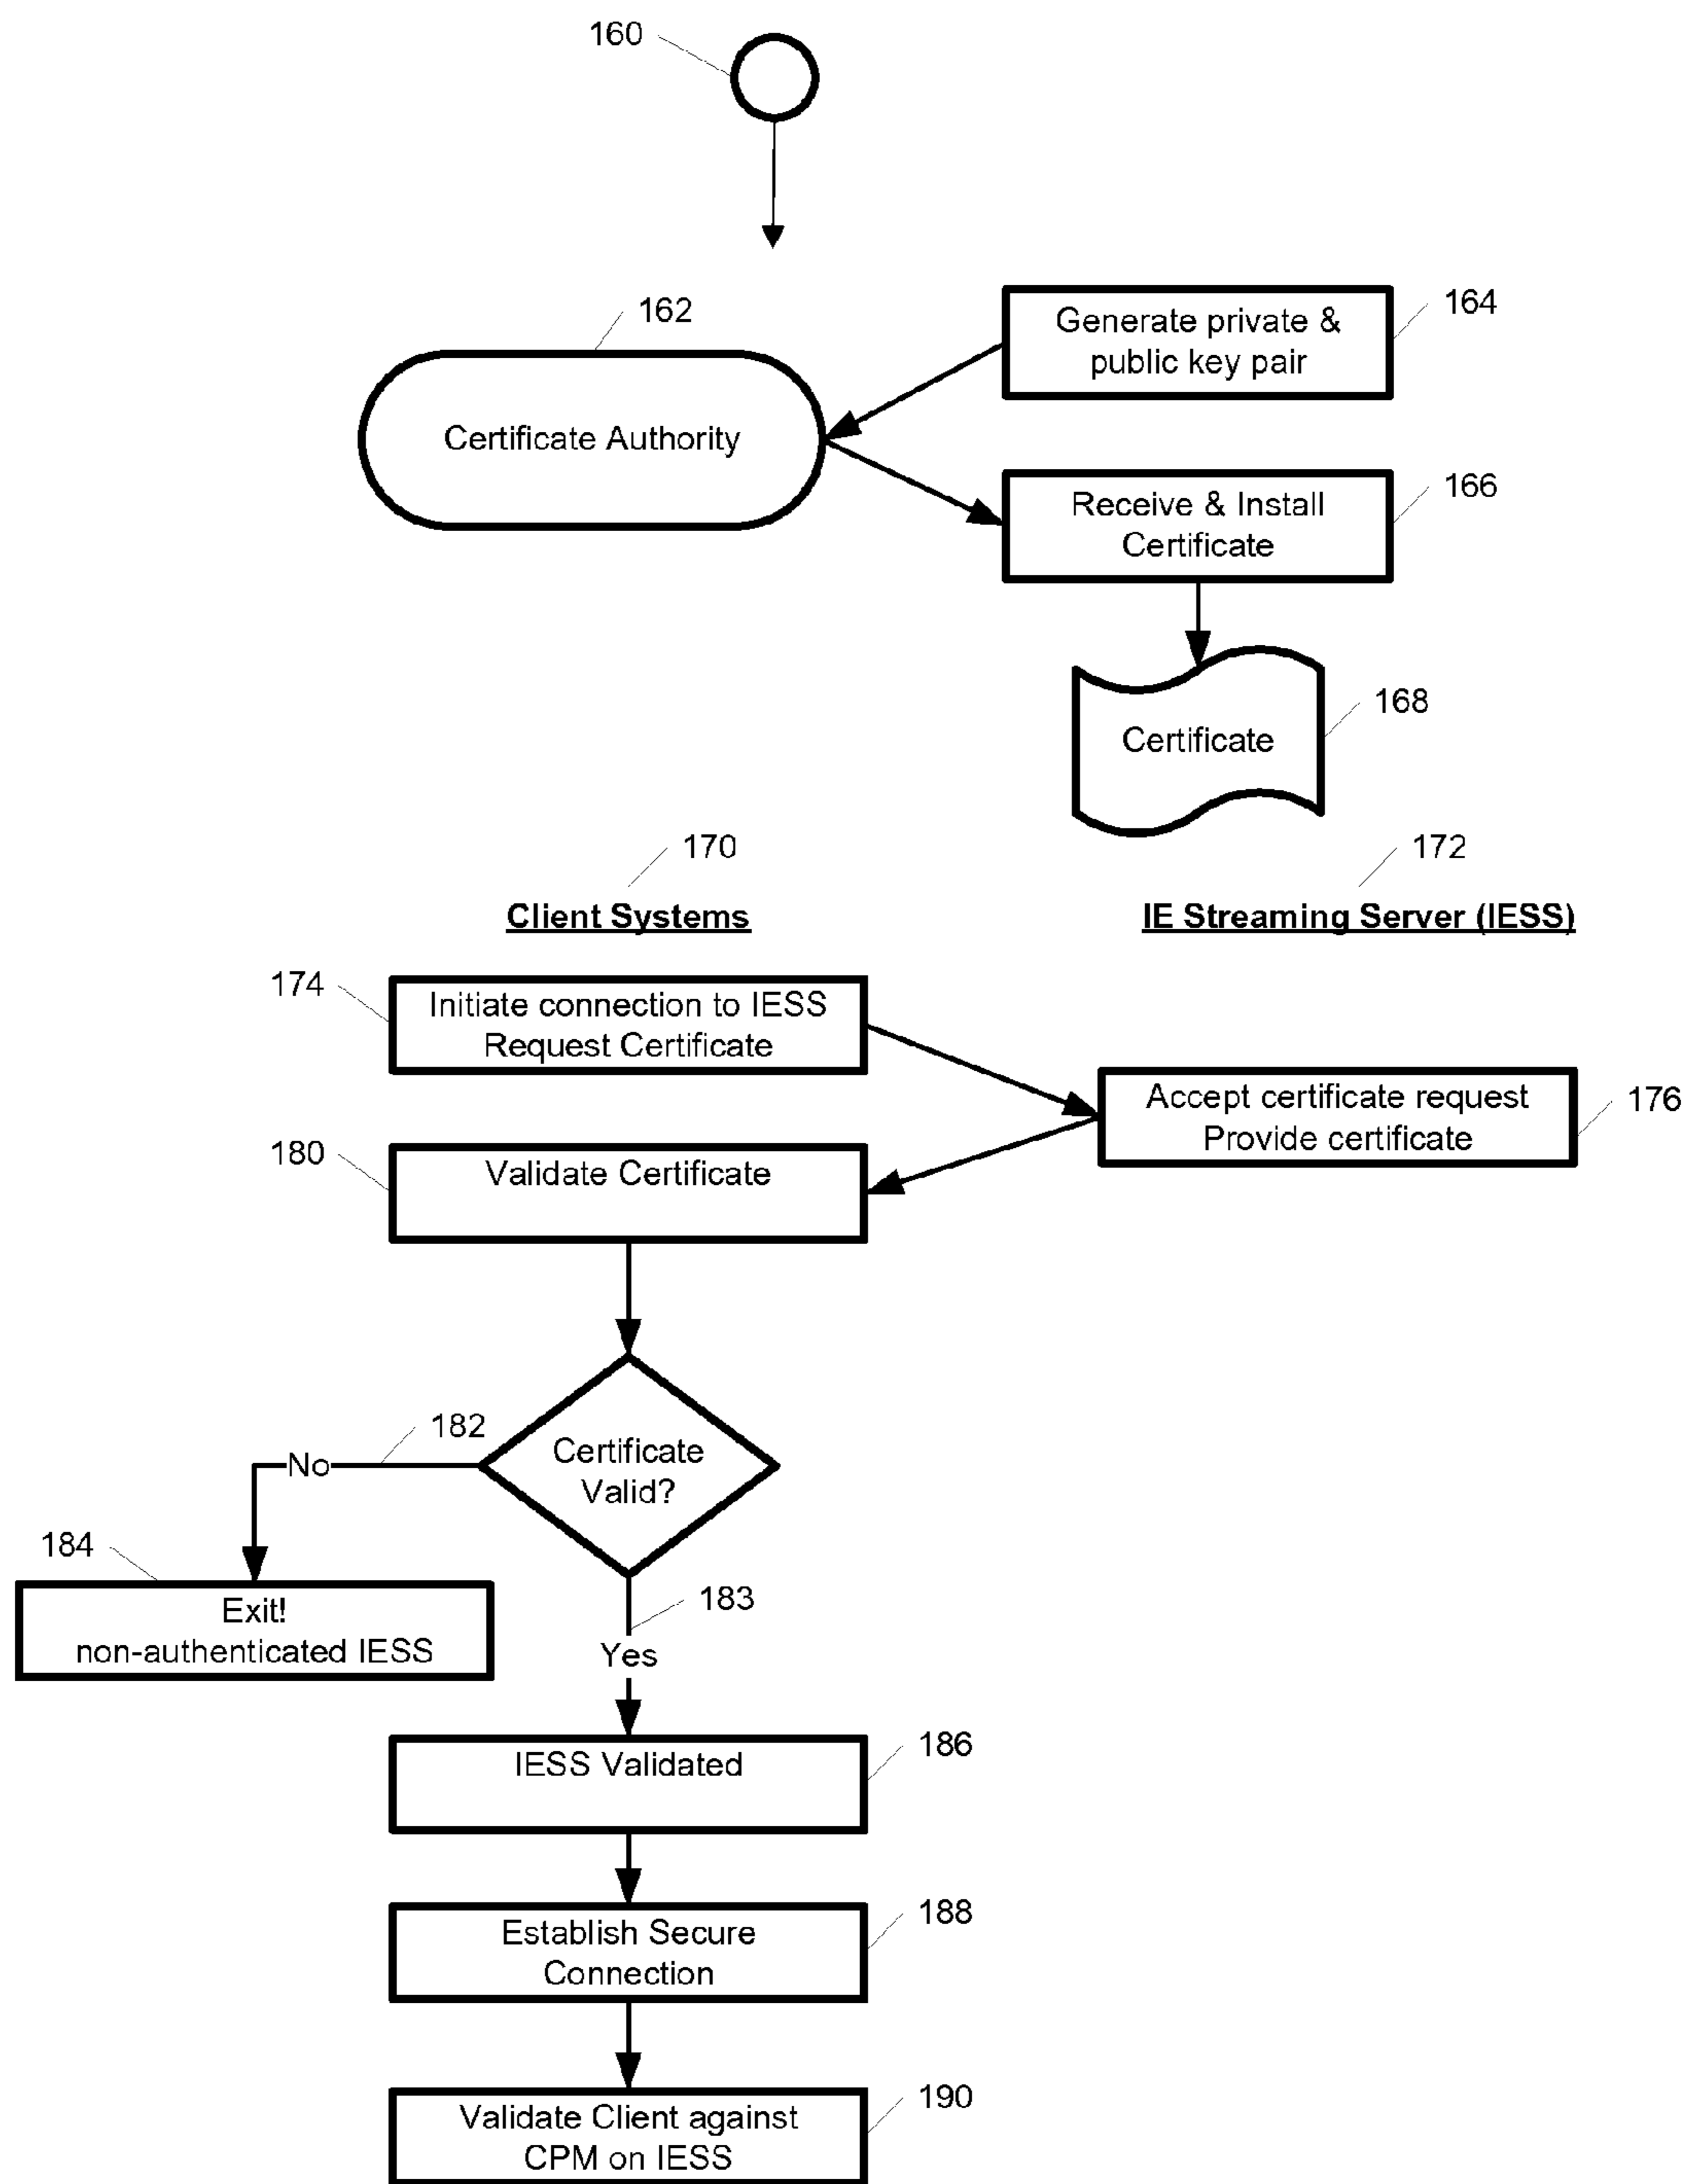 160
162
Generate private &
public key pair
164
Certificate Authority
Receive & Install
Certificate
166
Certificate
168
170
172
Client Systems
IE Streaming Server (IESS)
174
Initiate connection to IESS
Request Certificate
Accept certificate request
Provide certificate
176
180
Validate Certificate
182
No
Certificate
Valid?
184
Exit!
non-authenticated IESS
183
Yes
IESS Validated
186
Establish Secure
Connection
188
Validate Client against
CPM on IESS
190